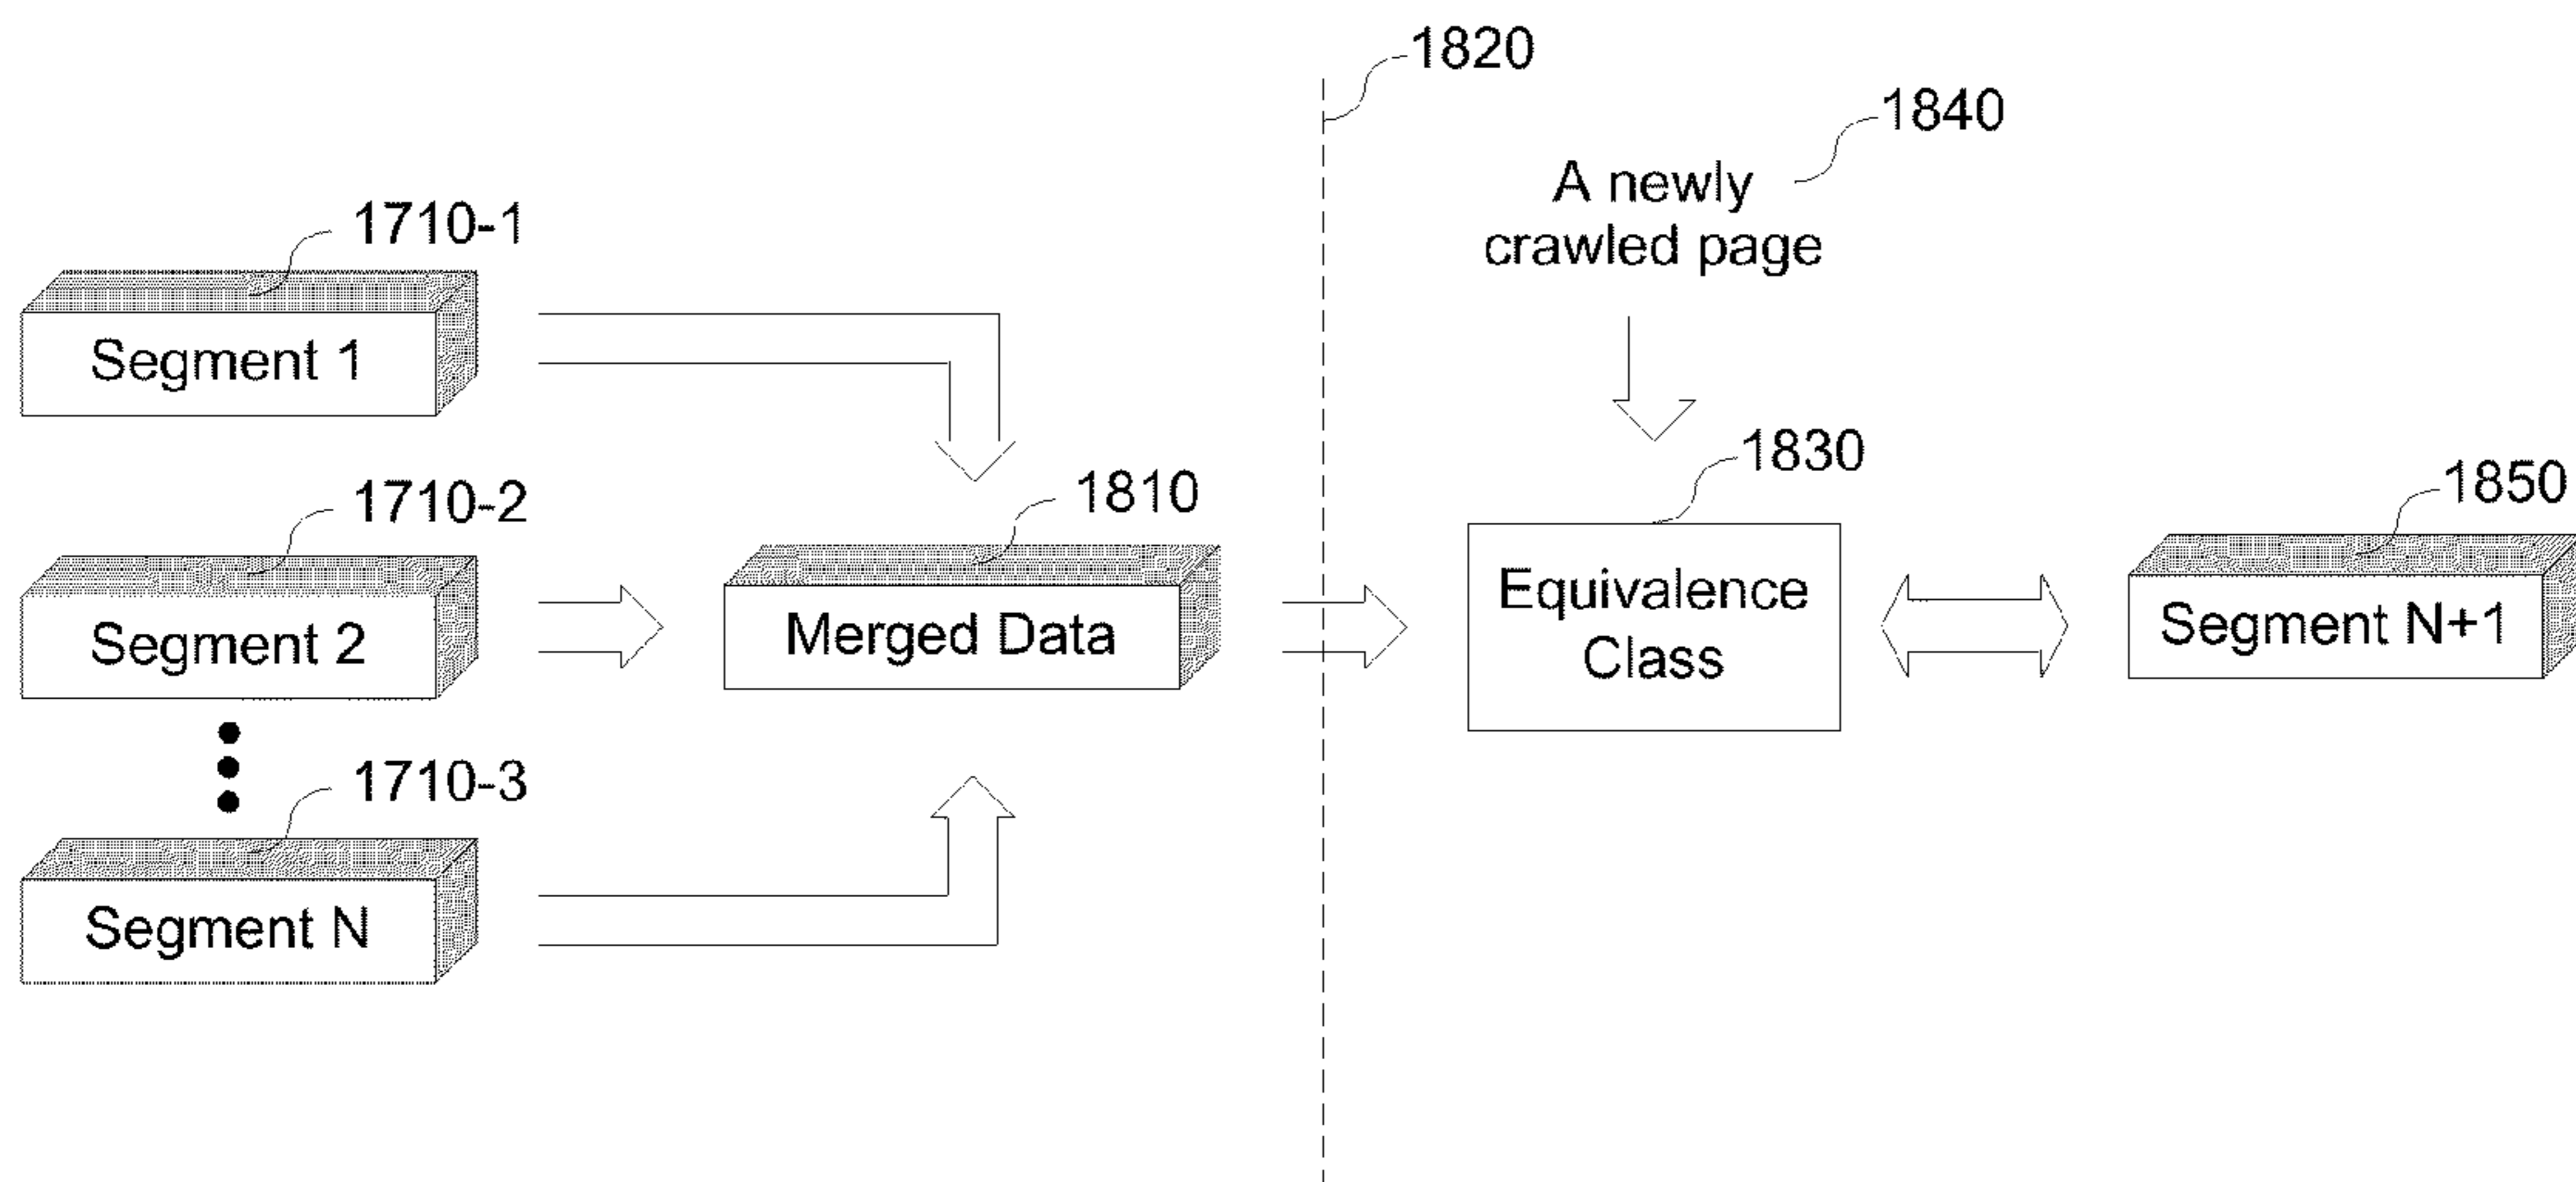 1820
1840
A newly
crawled page
1710-1
Segment 1
1830
1850
1710-2
1810
Segment 2
Merged Data
Equivalence
Class
Segment N+1
1710-3
Segment N